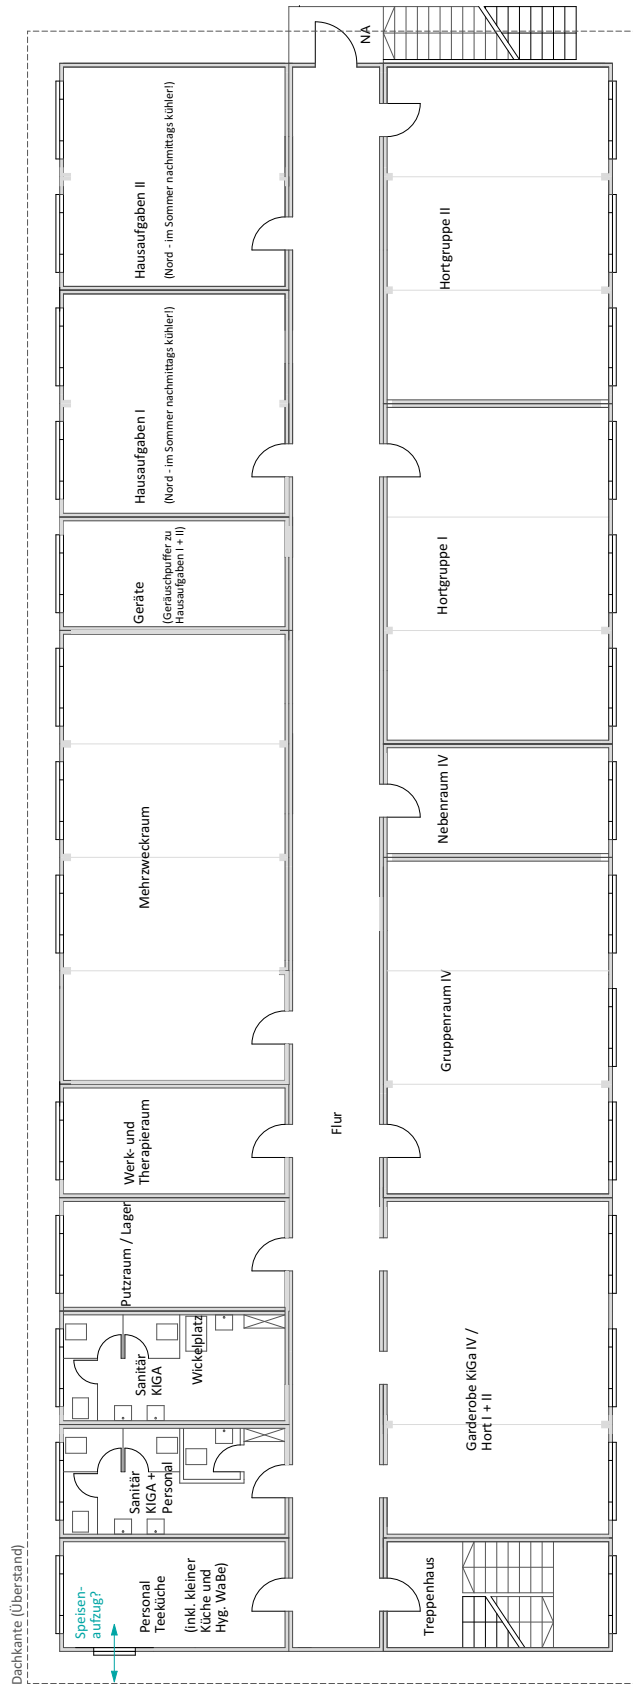 Dachkante (Überstand)
NA
Hausaufgaben II
(Nord - im Sommer nachmittags kühler!)
Hortgruppe II
Hausaufgaben I
(Nord - im Sommer nachmittags kühler!)
Hortgruppe I
Geräte
(Geräuschpuffer zu
Hausaufgaben I + II)
Mehrzweckraum
Nebenraum IV
Gruppenraum IV
Flur
Werk- und
Therapieraum
Putzraum / Lager
Sanitär
KIGA
Wickelplatz
Garderobe KiGa IV /
Hort I + II
Sanitär
KIGA +
Personal
Speisen-
aufzug?
Personal
Teeküche
(inkl. kleiner
Küche und
Hyg. WaBe)
Treppenhaus